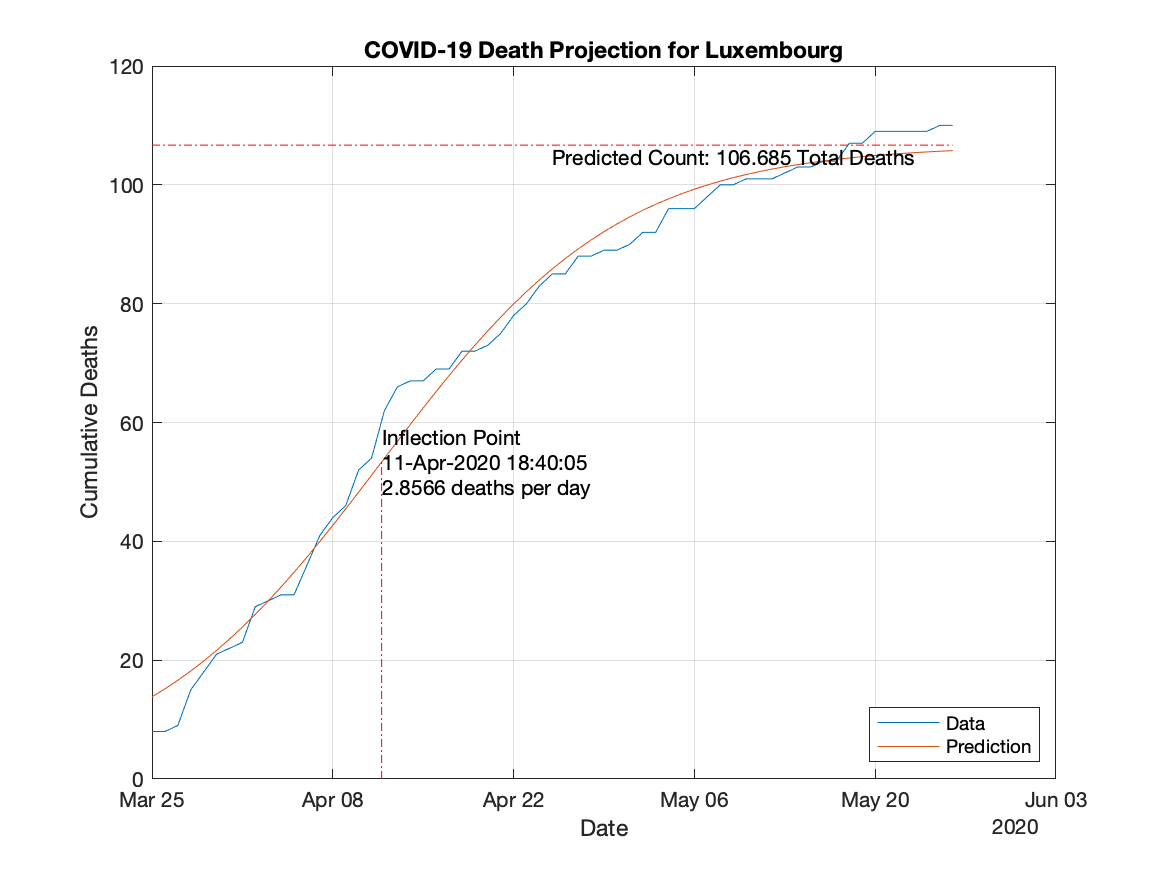 COVID-19 Death Projection for Luxembourg
120
100
80
60
40
20
0
Cumulative Deaths
Predicted Count: 106.685 Total Deaths
Inflection Point
11-Apr-2020 18:40:05
2.8566 deaths per day
Data
Prediction
Mar 25
Apr 08
Apr 22
May 06
May 20
Jun 03
Date
2020